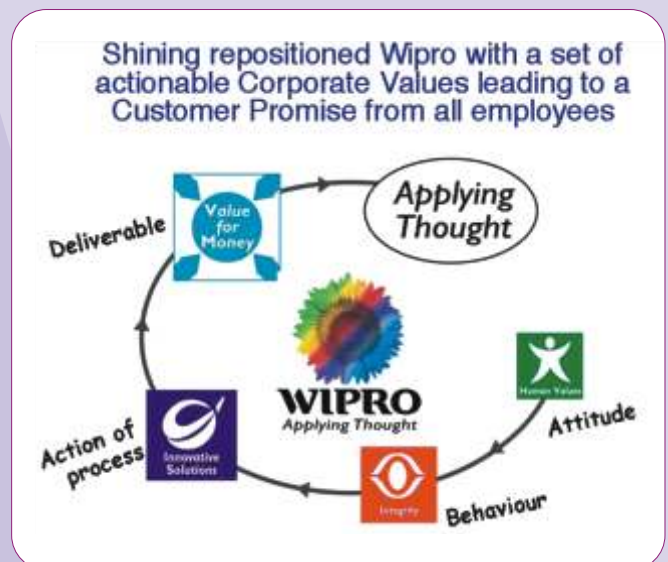 Shining repositioned Wipro with a set of
actionable Corporate Values leading to a
Customer Promise from all employees
Value
for
Money
Deliverable
Applying
Thought
WIPRO
Applying Thought
Human Values
Attitude
Innovative
Solutions
Action of
process
Integrity
Behaviour